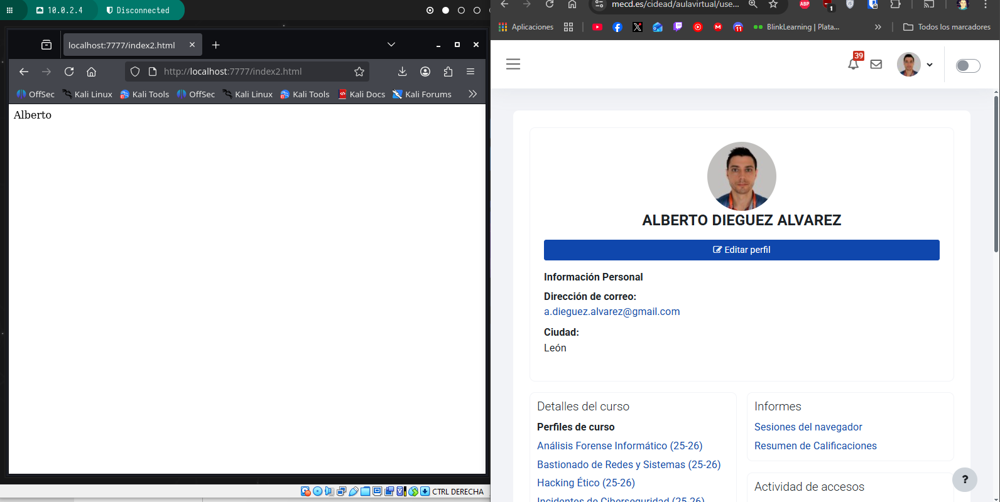 10.0.2.4
Disconnected
localhost:7777/index2.html
http://localhost:7777/index2.html
OffSec
Kali Linux
Kali Tools
OffSec
Kali Linux
Kali Tools
Kali Docs
Kali Forums
Alberto
CTRL DERECHA
mecd.es/cidead/aulavirtual/use...
ABP
1
Aplicaciones
11
BlinkLearning | Plata...
Todos los marcadores
39
ALBERTO DIEGUEZ ALVAREZ
Editar perfil
Información Personal
Dirección de correo:
a.dieguez.alvarez@gmail.com
Ciudad:
León
Detalles del curso
Perfiles de curso
Análisis Forense Informático (25-26)
Bastionado de Redes y Sistemas (25-26)
Hacking Ético (25-26)
Incidentes de Ciberseguridad (25-26)
Informes
Sesiones del navegador
Resumen de Calificaciones
Actividad de accesos
?